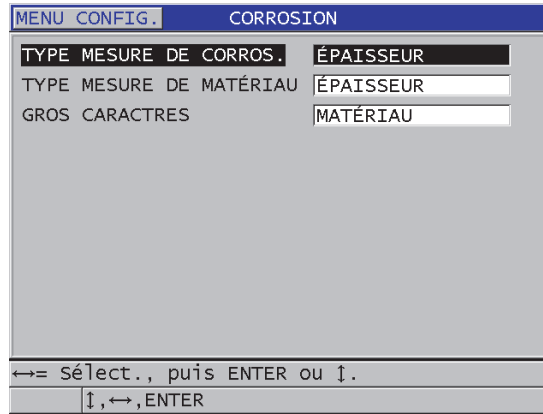 MENU CONFIG. CORROSION
TYPE MESURE DE CORROS. ÉPAISSEUR
TYPE MESURE DE MATÉRIAU ÉPAISSEUR
GROS CARACTRES MATÉRIAU
↔= Sélect., puis ENTER ou ↕.
↕,↔,ENTER